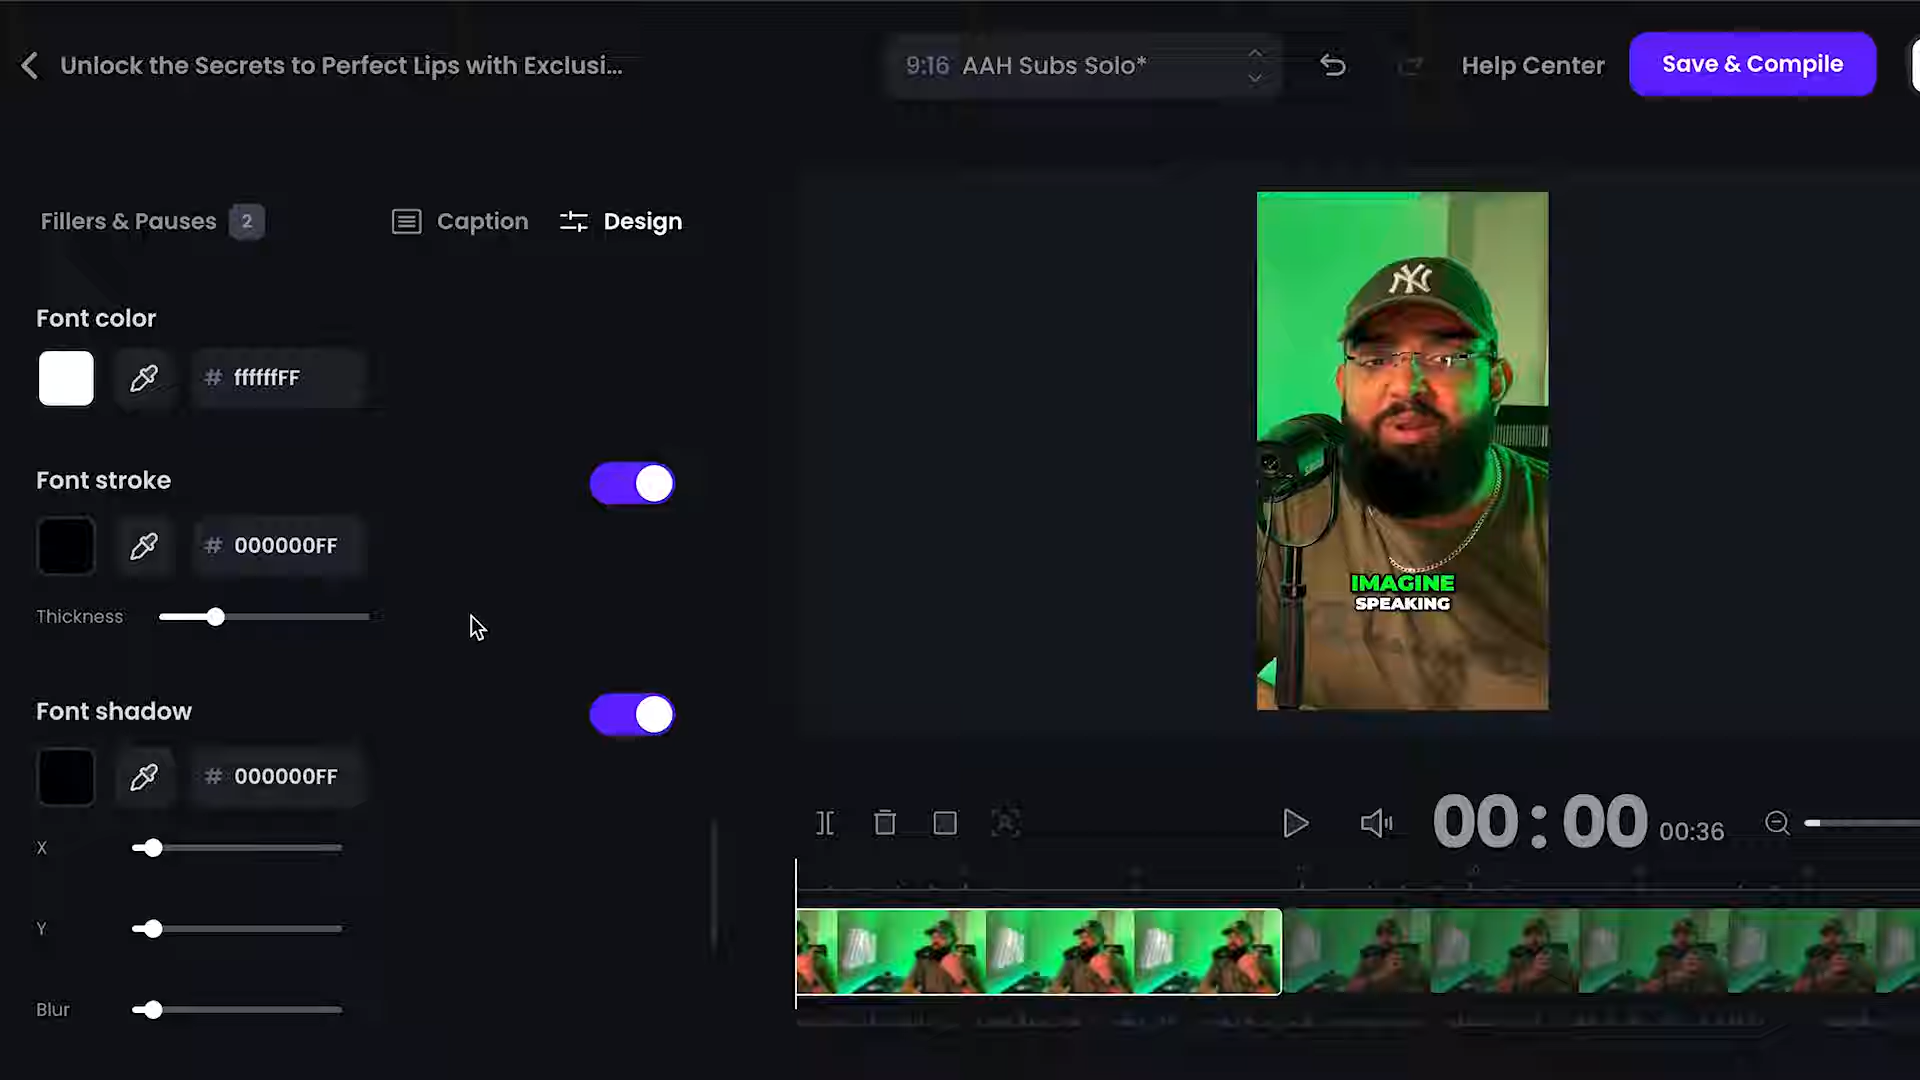 Unlock the Secrets to Perfect Lips with Exclusi...
9:16 AAH Subs Solo*
Help Center
Save & Compile
Fillers & Pauses 2
Caption
Design
Font color
# ffffffFF
Font stroke
# 000000FF
Thickness
Font shadow
# 000000FF
X
Y
Blur
NY
IMAGINE
SPEAKING
00:00 00:36